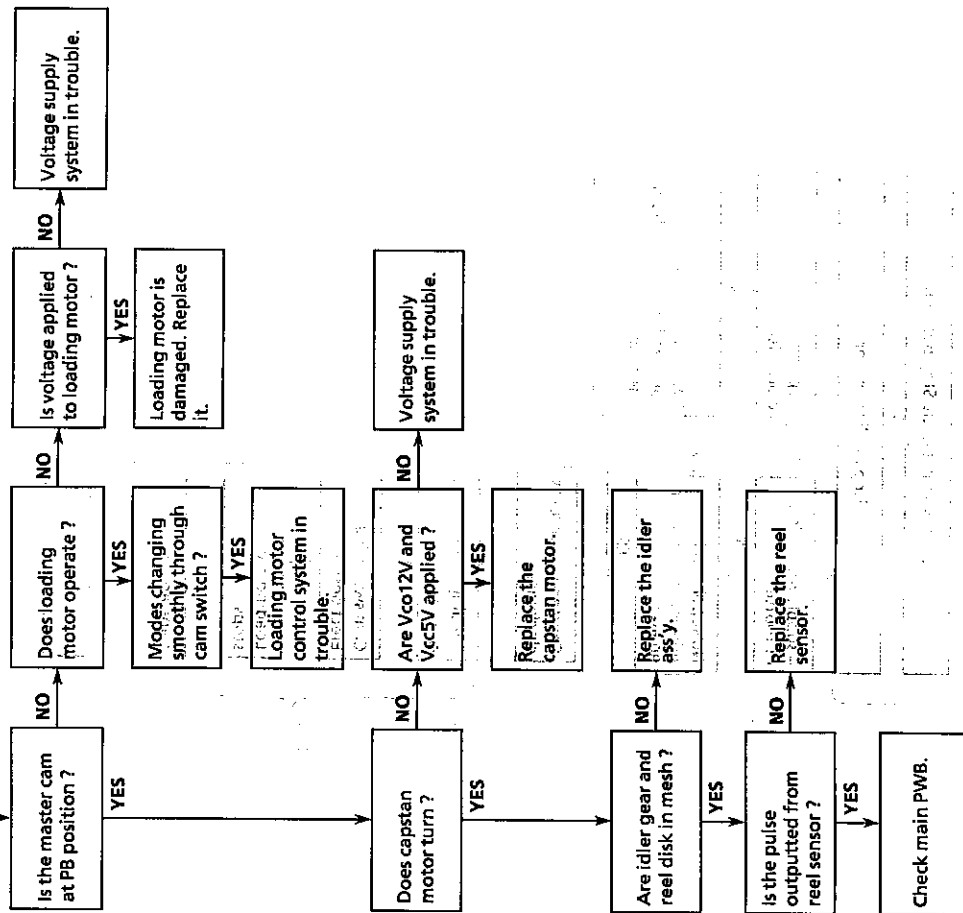 Is the master cam
at PB position ?
NO
Does loading
motor operate ?
NO
Is voltage applied
to loading motor ?
NO
Voltage supply
system in trouble.
YES
Loading motor is
damaged. Replace
it.
YES
Modes changing
smoothly through
cam switch ?
YES
Loading motor
control system in
trouble.
YES
Does capstan
motor turn ?
NO
Are Vco12V and
Vcc5V applied ?
NO
Voltage supply
system in trouble.
YES
Replace the
capstan motor.
YES
Are idler gear and
reel disk in mesh ?
NO
Replace the idler
ass'y.
YES
Is the pulse
outputted from
reel sensor ?
NO
Replace the reel
sensor.
YES
Check main PWB.